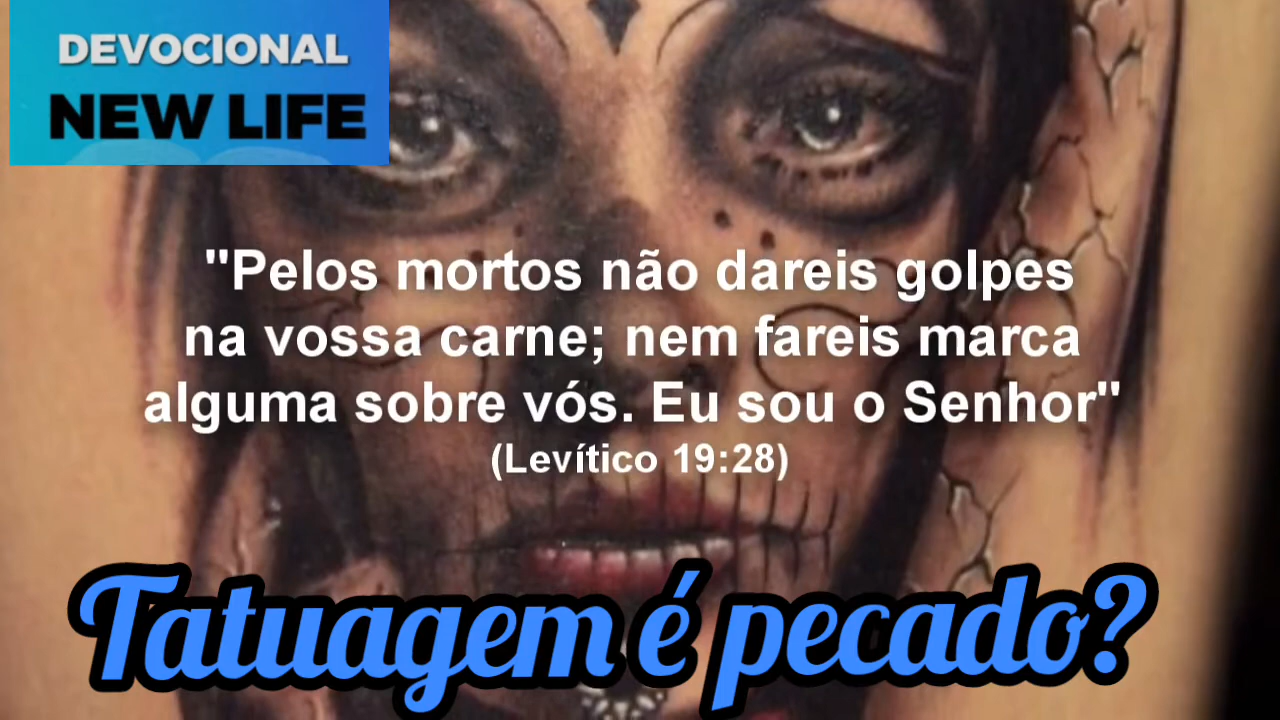 DEVOCIONAL
NEW LIFE
"Pelos mortos não dareis golpes
na vossa carne; nem fareis marca
alguma sobre vós. Eu sou o Senhor"
(Levítico 19:28)
Tatuagem é pecado?